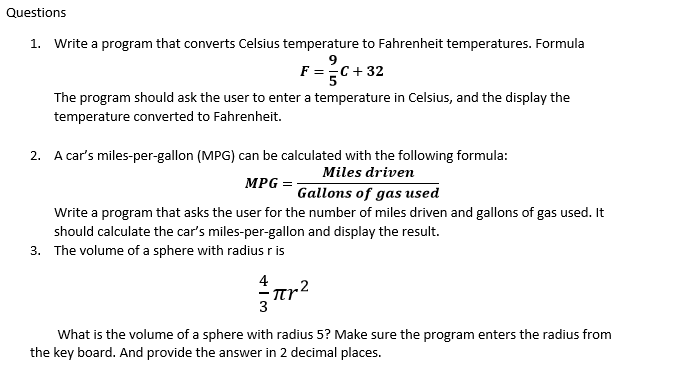 Questions
1. Write a program that converts Celsius temperature to Fahrenheit temperatures. Formula
F = 9/5 C + 32
The program should ask the user to enter a temperature in Celsius, and the display the
temperature converted to Fahrenheit.
2. A car's miles-per-gallon (MPG) can be calculated with the following formula:
MPG = Miles driven / Gallons of gas used
Write a program that asks the user for the number of miles driven and gallons of gas used. It
should calculate the car's miles-per-gallon and display the result.
3. The volume of a sphere with radius r is
4/3 πr²
What is the volume of a sphere with radius 5? Make sure the program enters the radius from
the key board. And provide the answer in 2 decimal places.